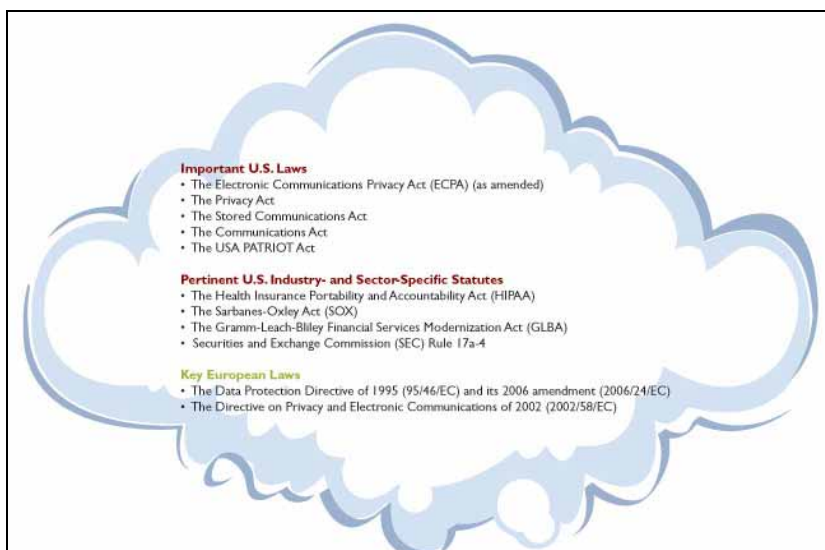 Important U.S. Laws
• The Electronic Communications Privacy Act (ECPA) (as amended)
• The Privacy Act
• The Stored Communications Act
• The Communications Act
• The USA PATRIOT Act
Pertinent U.S. Industry- and Sector-Specific Statutes
• The Health Insurance Portability and Accountability Act (HIPAA)
• The Sarbanes-Oxley Act (SOX)
• The Gramm-Leach-Bliley Financial Services Modernization Act (GLBA)
• Securities and Exchange Commission (SEC) Rule 17a-4
Key European Laws
• The Data Protection Directive of 1995 (95/46/EC) and its 2006 amendment (2006/24/EC)
• The Directive on Privacy and Electronic Communications of 2002 (2002/58/EC)